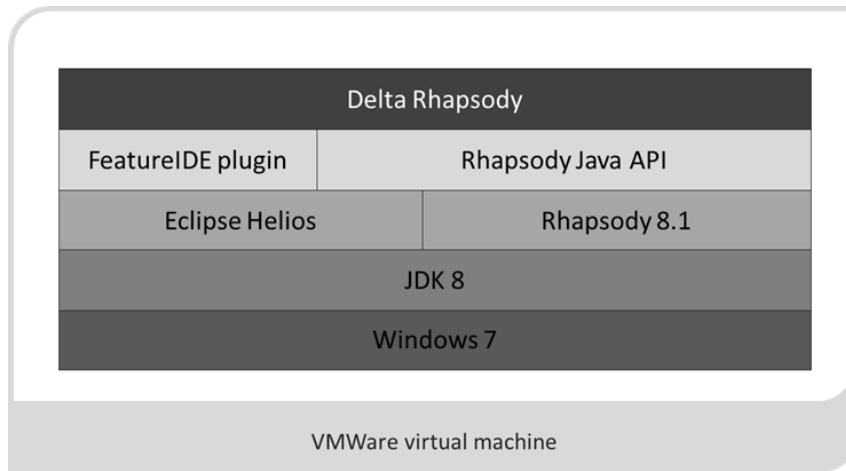 Delta Rhapsody
FeatureIDE plugin
Rhapsody Java API
Eclipse Helios
Rhapsody 8.1
JDK 8
Windows 7
VMWare virtual machine